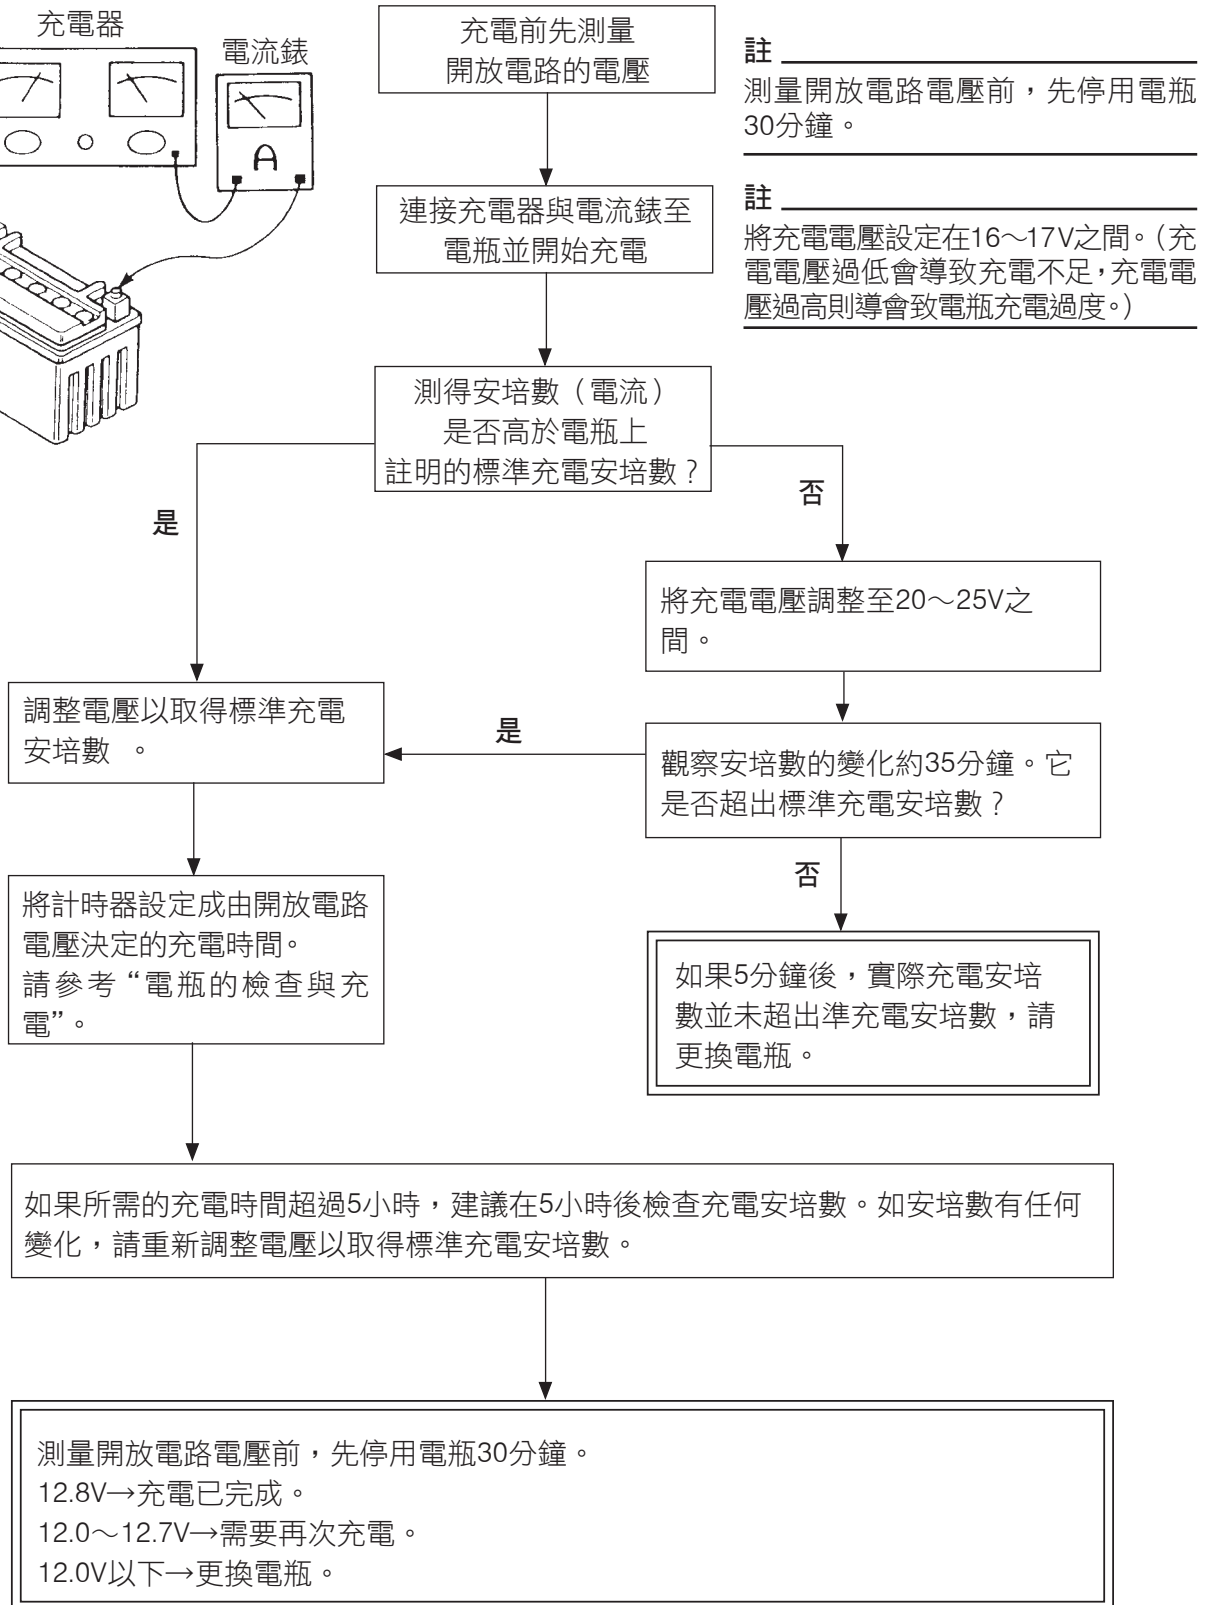 充電器
電流錶
充電前先測量
開放電路的電壓
註
測量開放電路電壓前，先停用電瓶
30分鐘。
連接充電器與電流錶至
電瓶並開始充電
註
將充電電壓設定在16～17V之間。（充
電電壓過低會導致充電不足，充電電
壓過高則導會致電瓶充電過度。）
測得安培數（電流）
是否高於電瓶上
註明的標準充電安培數？
是
否
將充電電壓調整至20～25V之
間。
調整電壓以取得標準充電
安培數 。
是
觀察安培數的變化約35分鐘。它
是否超出標準充電安培數？
否
將計時器設定成由開放電路
電壓決定的充電時間。
請參考“電瓶的檢查與充
電”。
如果5分鐘後，實際充電安培
數並未超出準充電安培數，請
更換電瓶。
如果所需的充電時間超過5小時，建議在5小時後檢查充電安培數。如安培數有任何
變化，請重新調整電壓以取得標準充電安培數。
測量開放電路電壓前，先停用電瓶30分鐘。
12.8V→充電已完成。
12.0～12.7V→需要再次充電。
12.0V以下→更換電瓶。